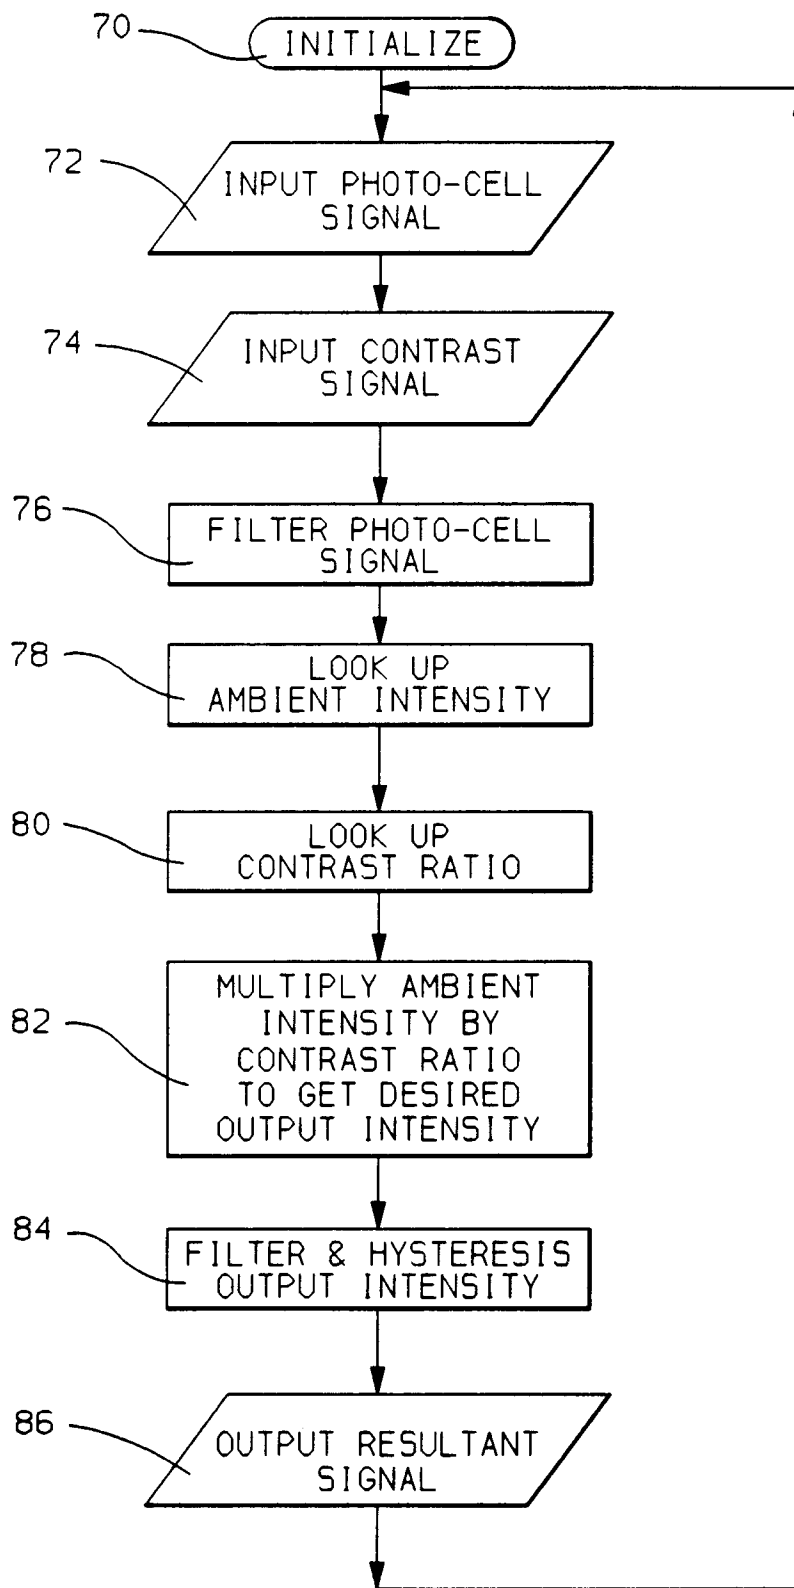 70
INITIALIZE
72
INPUT PHOTO-CELL
SIGNAL
74
INPUT CONTRAST
SIGNAL
76
FILTER PHOTO-CELL
SIGNAL
78
LOOK UP
AMBIENT INTENSITY
80
LOOK UP
CONTRAST RATIO
82
MULTIPLY AMBIENT
INTENSITY BY
CONTRAST RATIO
TO GET DESIRED
OUTPUT INTENSITY
84
FILTER & HYSTERESIS
OUTPUT INTENSITY
86
OUTPUT RESULTANT
SIGNAL